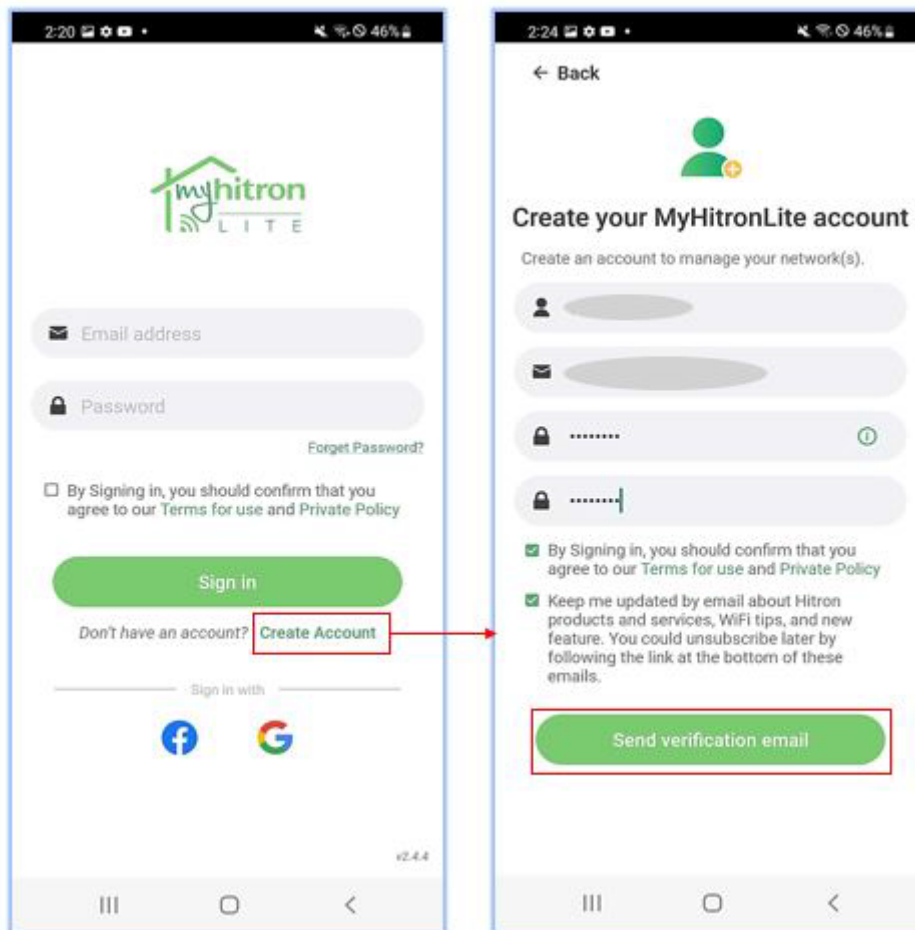 2:20
46%
myhitron
LITE
Email address
Password
Forget Password?
By Signing in, you should confirm that you
agree to our Terms for use and Private Policy
Sign in
Don't have an account? Create Account
Sign in with
v2.4.4
2:24
46%
← Back
Create your MyHitronLite account
Create an account to manage your network(s).
By Signing in, you should confirm that you
agree to our Terms for use and Private Policy
Keep me updated by email about Hitron
products and services, WiFi tips, and new
feature. You could unsubscribe later by
following the link at the bottom of these
emails.
Send verification email